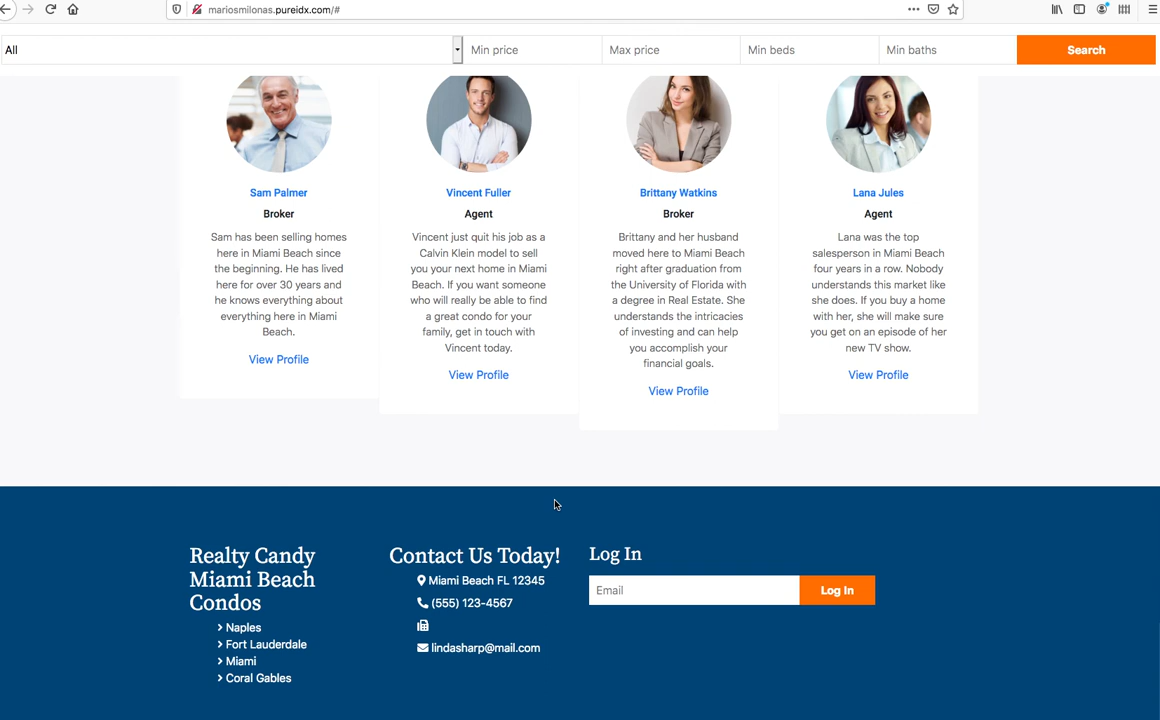 mariosmilonas.pureidx.com/#
All
Min price
Max price
Min beds
Min baths
Search
Sam Palmer
Broker
Sam has been selling homes
here in Miami Beach since
the beginning. He has lived
here for over 30 years and
he knows everything about
everything here in Miami
Beach.
View Profile
Vincent Fuller
Agent
Vincent just quit his job as a
Calvin Klein model to sell
you your next home in Miami
Beach. If you want someone
who will really be able to find
a great condo for your
family, get in touch with
Vincent today.
View Profile
Brittany Watkins
Broker
Brittany and her husband
moved here to Miami Beach
right after graduation from
the University of Florida with
a degree in Real Estate. She
understands the intricacies
of investing and can help
you accomplish your
financial goals.
View Profile
Lana Jules
Agent
Lana was the top
salesperson in Miami Beach
four years in a row. Nobody
understands this market like
she does. If you buy a home
with her, she will make sure
you get on an episode of her
new TV show.
View Profile
Realty Candy
Miami Beach
Condos
Naples
Fort Lauderdale
Miami
Coral Gables
Contact Us Today!
Miami Beach FL 12345
(555) 123-4567
lindasharp@mail.com
Log In
Email
Log In